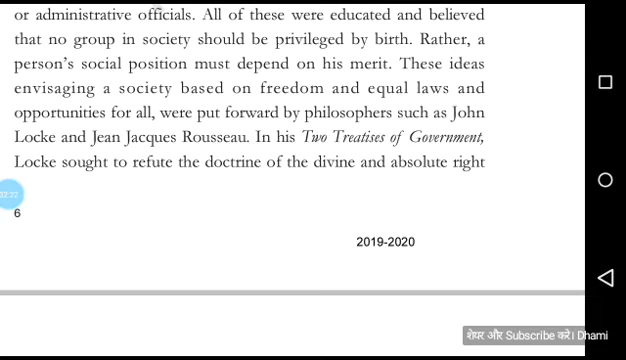 or administrative officials. All of these were educated and believed
that no group in society should be privileged by birth. Rather, a
person's social position must depend on his merit. These ideas
envisaging a society based on freedom and equal laws and
opportunities for all, were put forward by philosophers such as John
Locke and Jean Jacques Rousseau. In his Two Treatises of Government,
Locke sought to refute the doctrine of the divine and absolute right
02:22
6
2019-2020
शेयर और Subscribe करें। Dhami